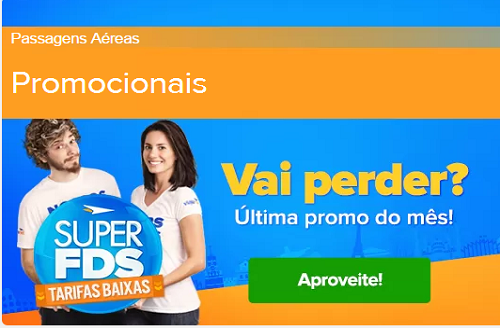 Passagens Aéreas
Promocionais
Vai perder?
Última promo do mês!
SUPER
FDS
TARIFAS BAIXAS
Aproveite!